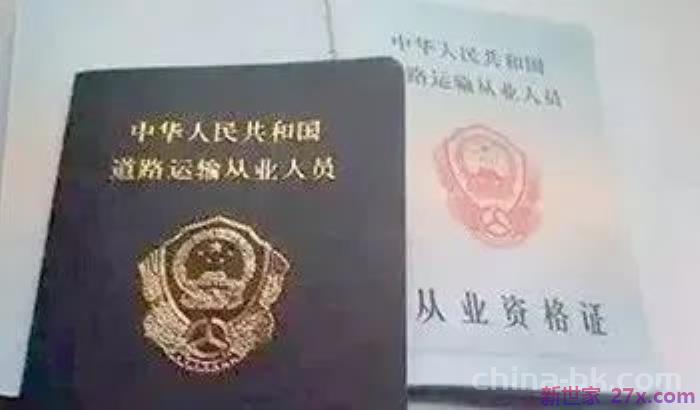 中华人民共和国
道路运输从业人员
中华人民共和国
路运输从业人员
从业资格证
china-bk.com
新世家 27x.com